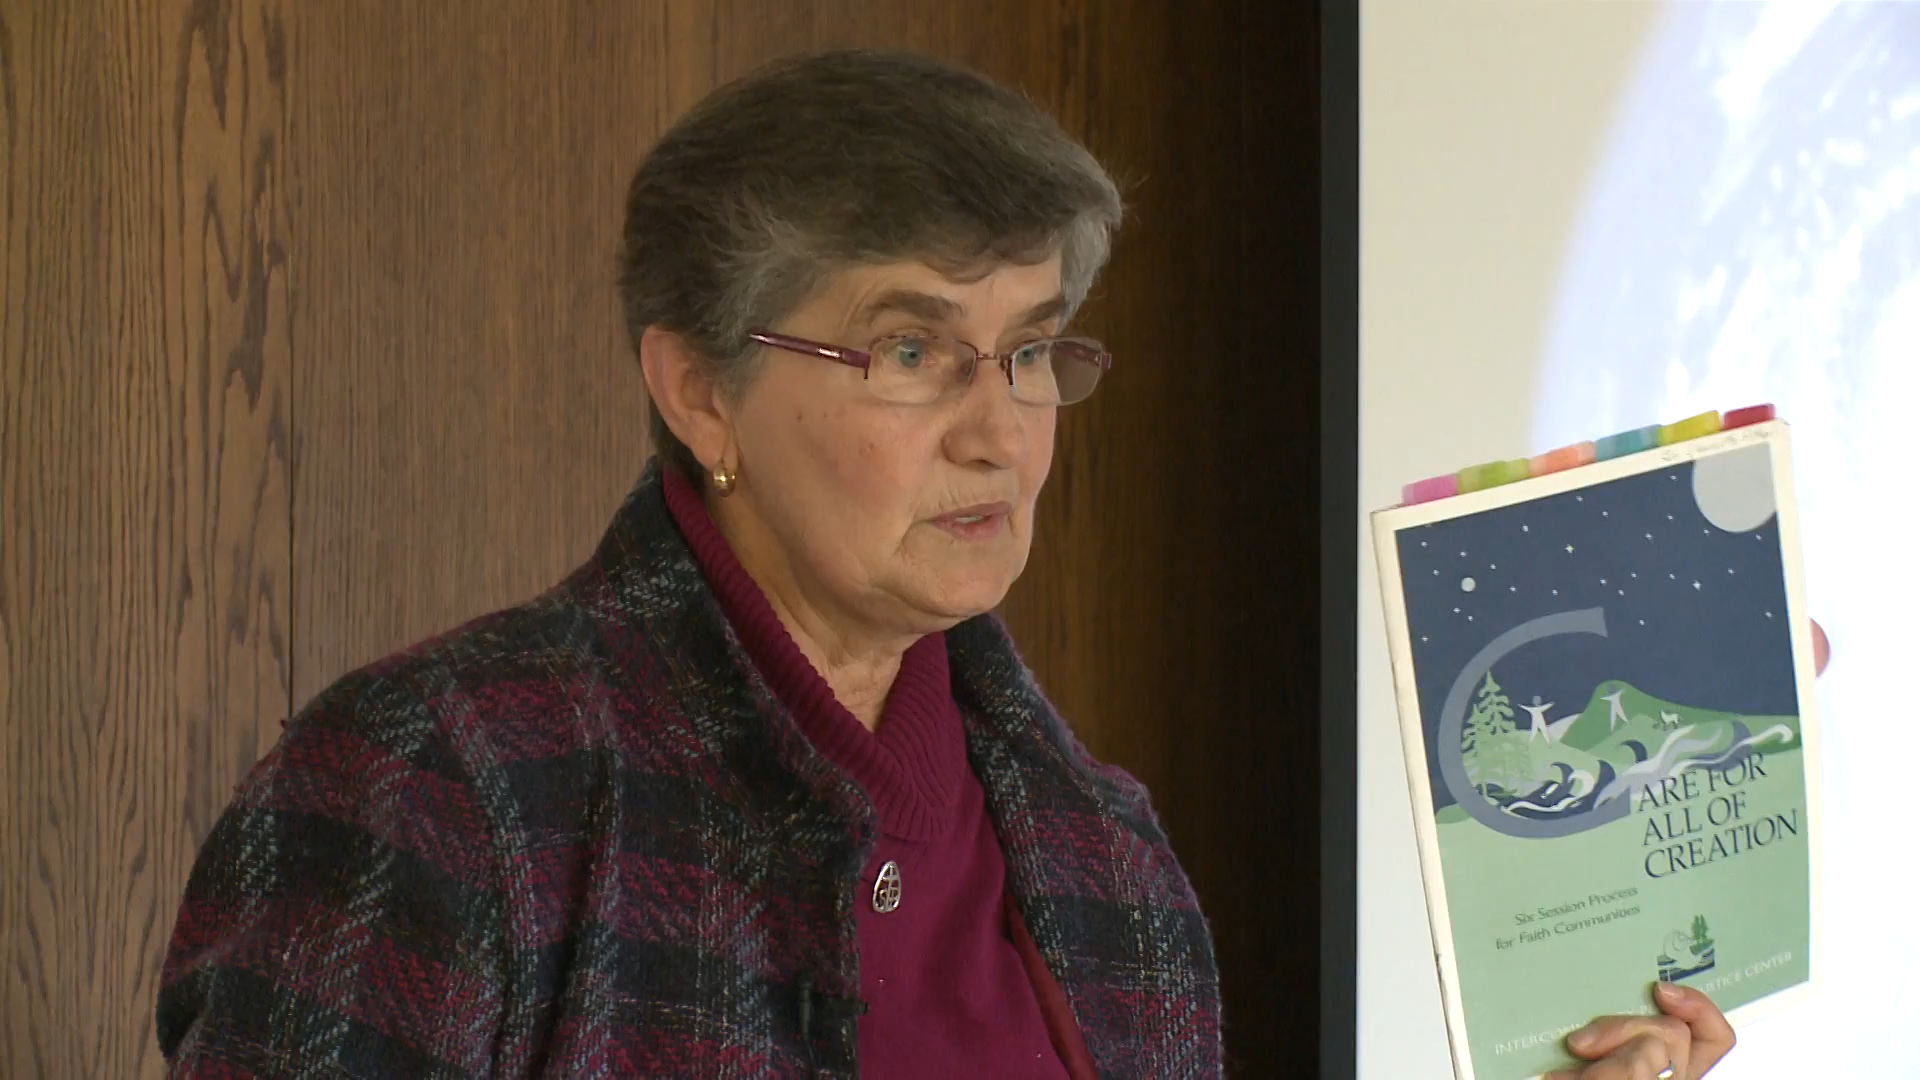 ARE FOR
ALL OF
CREATION
Six Session Process
for Faith Communities
JUSTICE CENTER